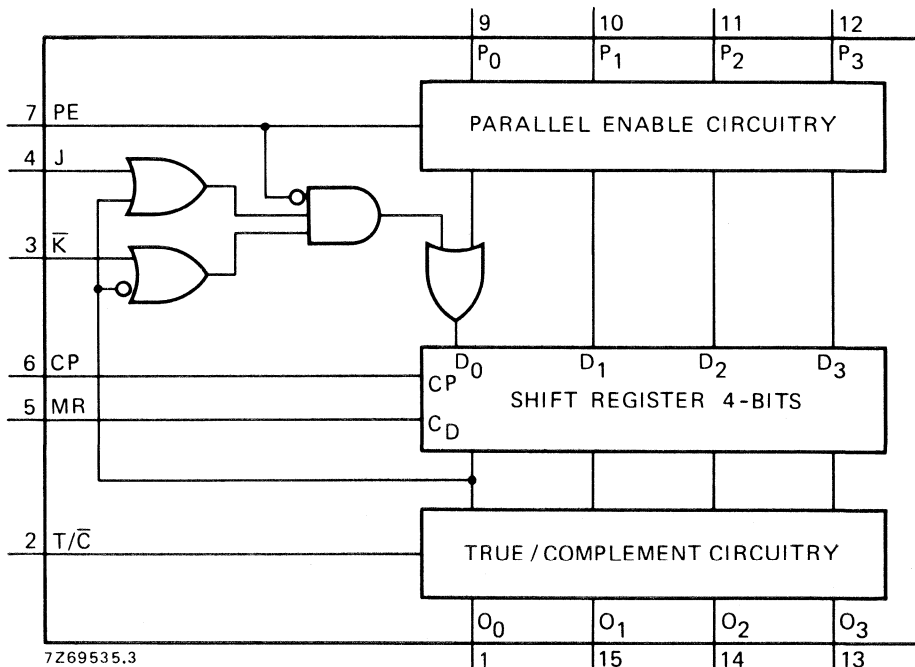 9 10 11 12
P0 P1 P2 P3
7 PE
PARALLEL ENABLE CIRCUITRY
4 J
3 K̅
D0 D1 D2 D3
6 CP
CP
SHIFT REGISTER 4-BITS
5 MR
CD
2 T/C̅
TRUE/COMPLEMENT CIRCUITRY
O0 O1 O2 O3
7Z69535.3
1 15 14 13